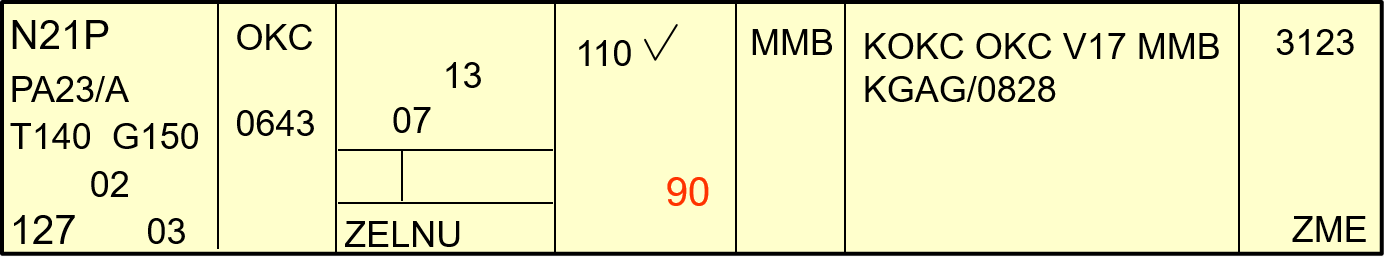 N21P
PA23/A
T140 G150
02
127 03
OKC
0643
13
07
ZELNU
110 ✓
90
MMB
KOKC OKC V17 MMB
KGAG/0828
3123
ZME